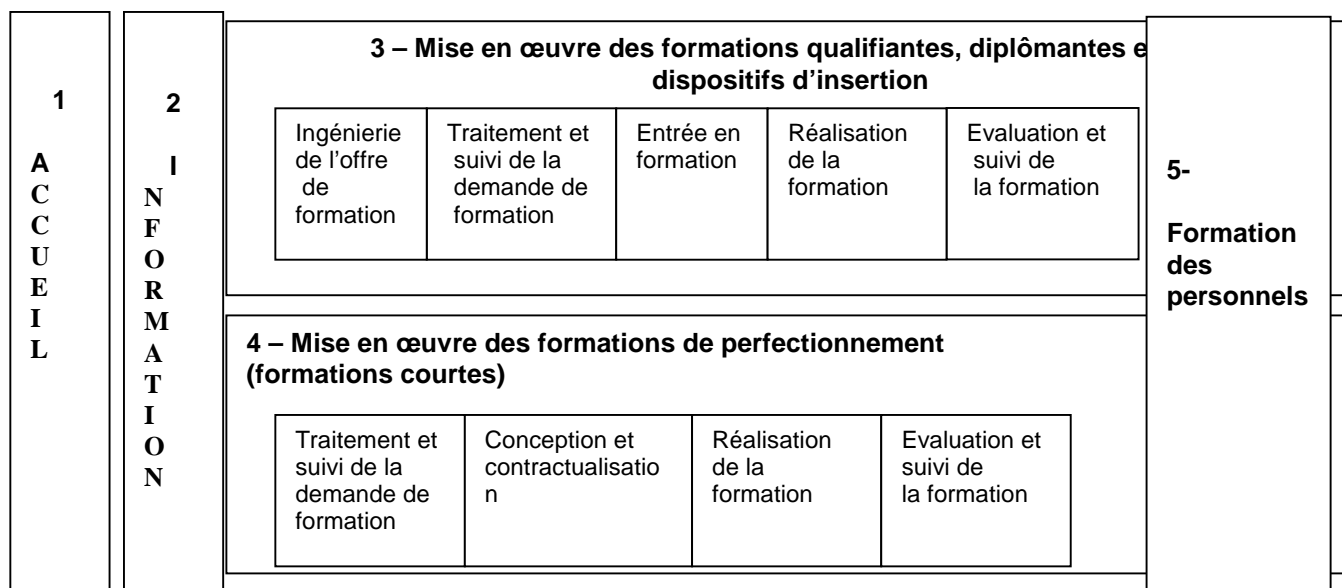 1
A
C
C
U
E
I
L
2
I
N
F
O
R
M
A
T
I
O
N
3 – Mise en œuvre des formations qualifiantes, diplômantes e
dispositifs d’insertion
Ingénierie
de l’offre
de
formation
Traitement et
suivi de la
demande de
formation
Entrée en
formation
Réalisation
de la
formation
Evaluation et
suivi de
la formation
4 – Mise en œuvre des formations de perfectionnement
(formations courtes)
Traitement et
suivi de la
demande de
formation
Conception et
contractualisatio
n
Réalisation
de la
formation
Evaluation et
suivi de
la formation
5-
Formation
des
personnels